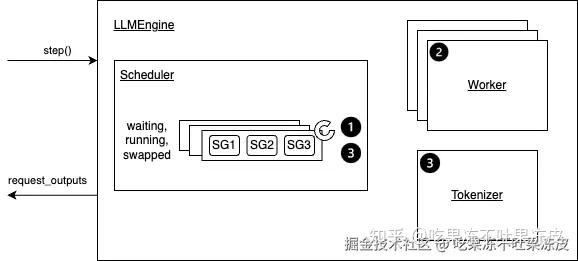 LLMEngine
step()
Scheduler
waiting,
running,
swapped
SG1 SG2 SG3
1
3
2
Worker
3
Tokenizer
request_outputs
知乎 @吃果冻不吐果冻皮
掘金技术社区 @ 吃果冻不吐果冻皮